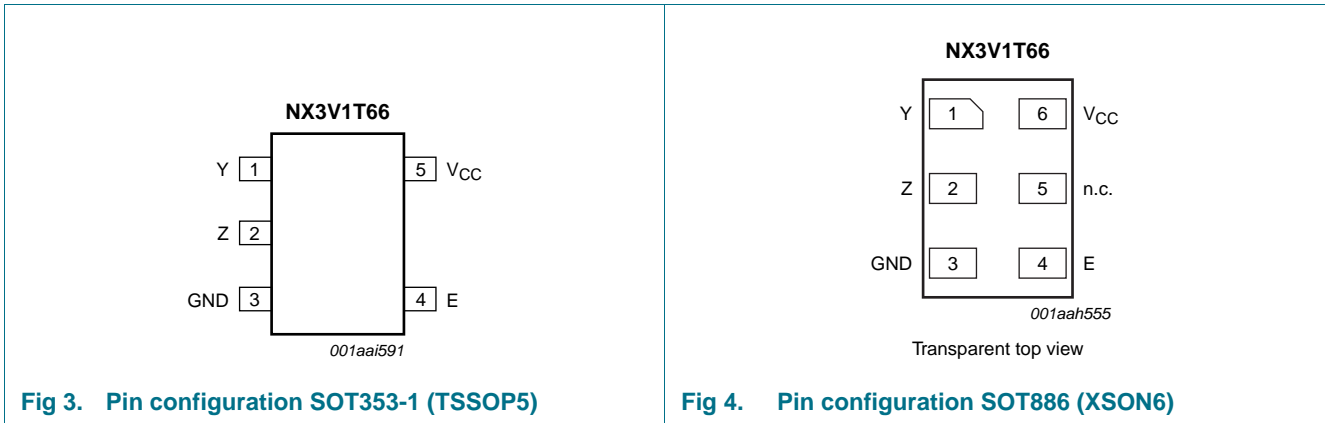 NX3V1T66
Y 1 5 VCC
Z 2
GND 3 4 E
001aai591
Fig 3. Pin configuration SOT353-1 (TSSOP5)
NX3V1T66
Y 1 6 VCC
Z 2 5 n.c.
GND 3 4 E
001aah555
Transparent top view
Fig 4. Pin configuration SOT886 (XSON6)